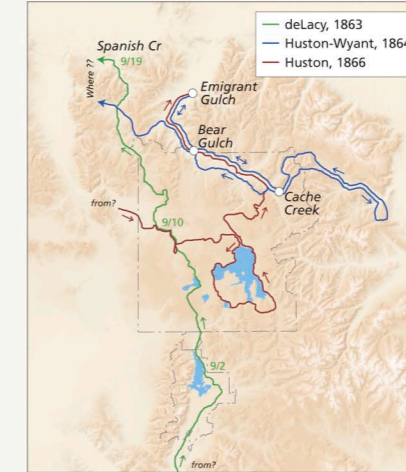 deLacy, 1863
Huston-Wyant, 1864
Huston, 1866
Spanish Cr
9/19
Where ??
Emigrant
Gulch
Bear
Gulch
Cache
Creek
from?
9/10
9/2
from?